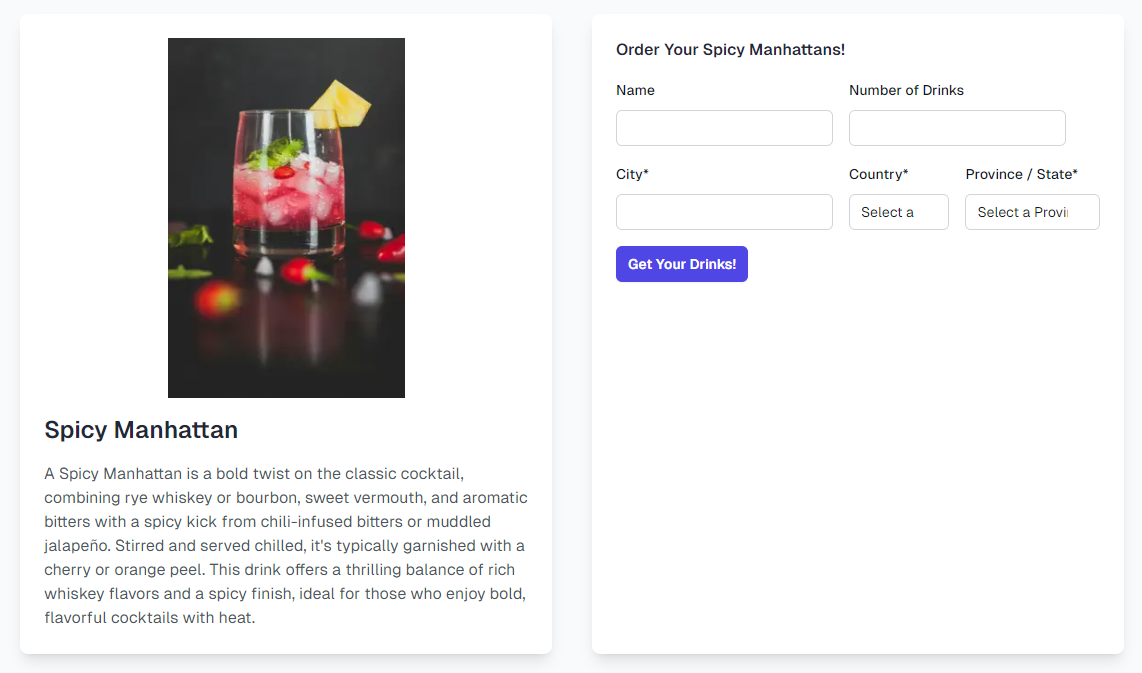 Spicy Manhattan
A Spicy Manhattan is a bold twist on the classic cocktail,
combining rye whiskey or bourbon, sweet vermouth, and aromatic
bitters with a spicy kick from chili-infused bitters or muddled
jalapeño. Stirred and served chilled, it's typically garnished with a
cherry or orange peel. This drink offers a thrilling balance of rich
whiskey flavors and a spicy finish, ideal for those who enjoy bold,
flavorful cocktails with heat.
Order Your Spicy Manhattans!
Name
Number of Drinks
City*
Country*
Province / State*
Select a
Select a Provi
Get Your Drinks!